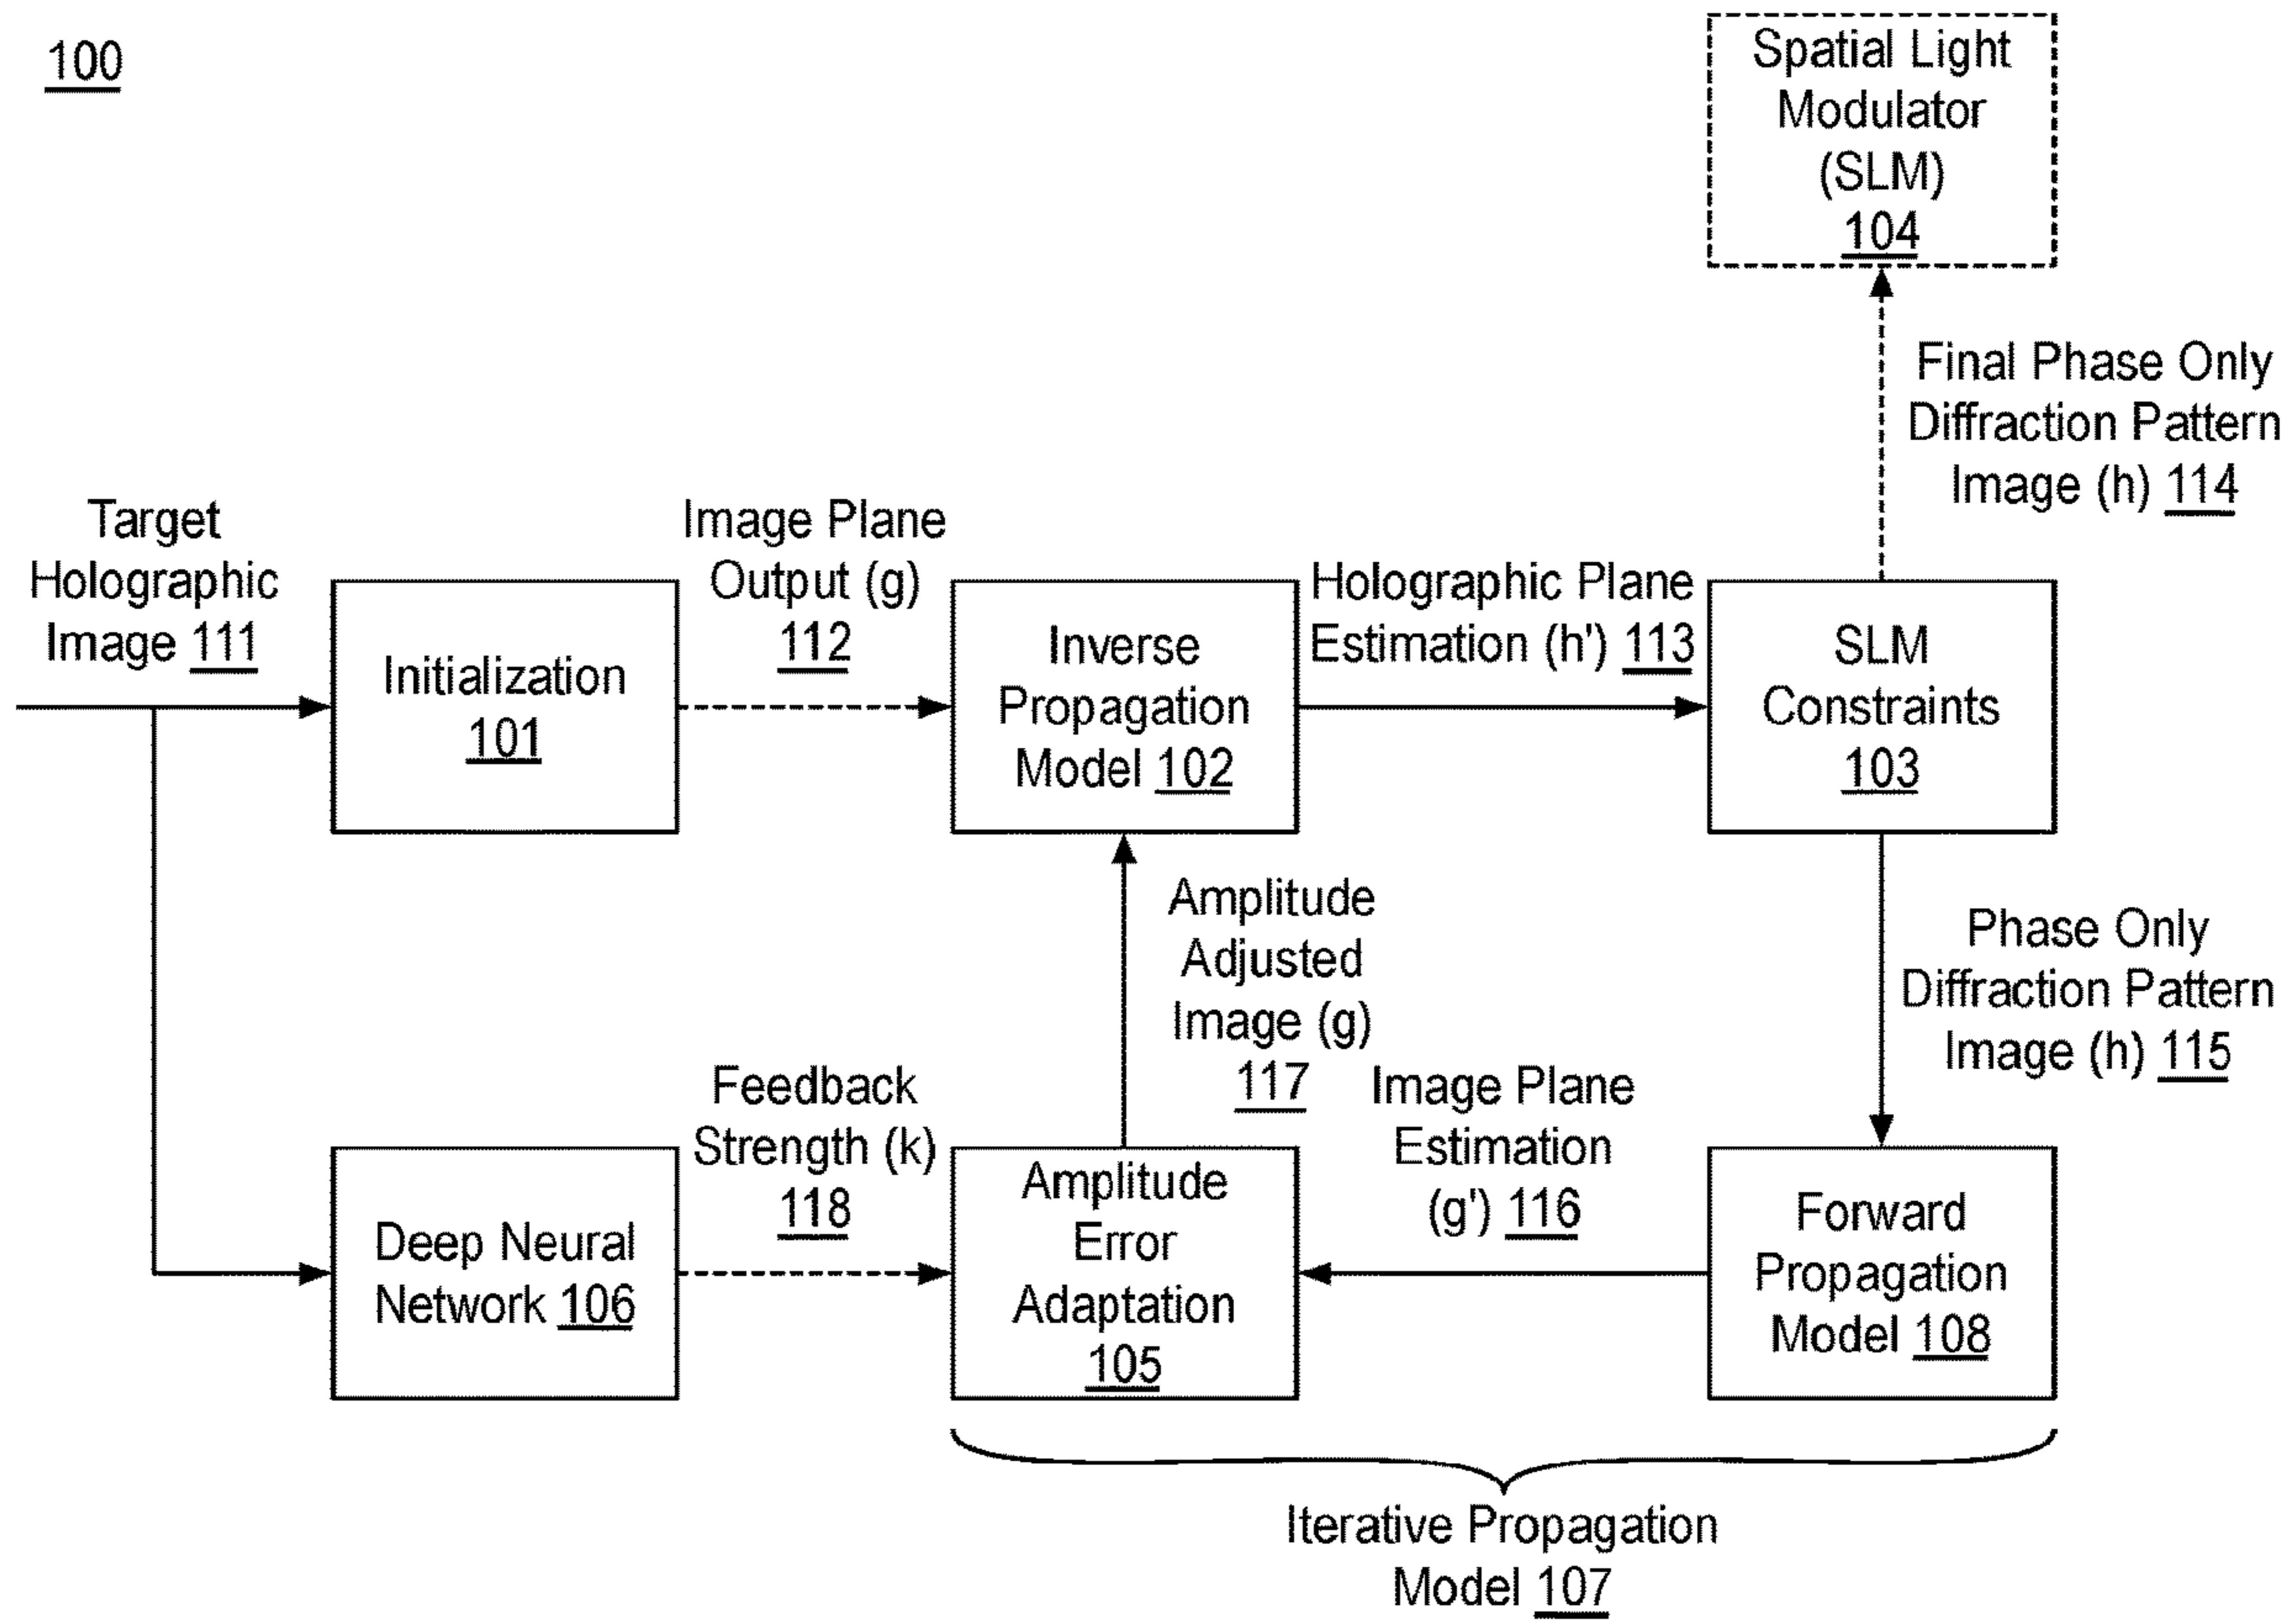 100
Spatial Light
Modulator
(SLM)
104
Final Phase Only
Diffraction Pattern
Image (h) 114
Target
Holographic
Image 111
Initialization
101
Image Plane
Output (g)
112
Inverse
Propagation
Model 102
Holographic Plane
Estimation (h') 113
SLM
Constraints
103
Amplitude
Adjusted
Image (g)
117
Phase Only
Diffraction Pattern
Image (h) 115
Deep Neural
Network 106
Feedback
Strength (k)
118
Amplitude
Error
Adaptation
105
Image Plane
Estimation
(g') 116
Forward
Propagation
Model 108
Iterative Propagation
Model 107